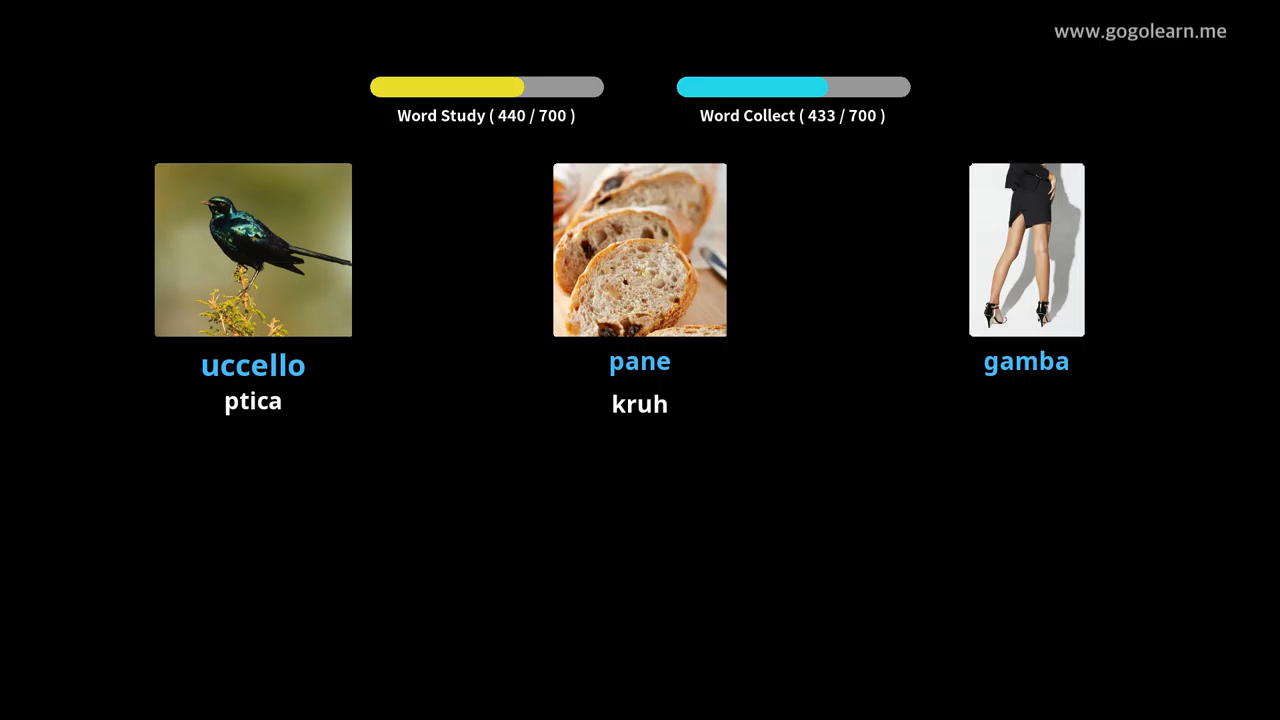 www.gogolearn.me
Word Study ( 440 / 700 )
Word Collect ( 433 / 700 )
uccello
ptica
pane
kruh
gamba